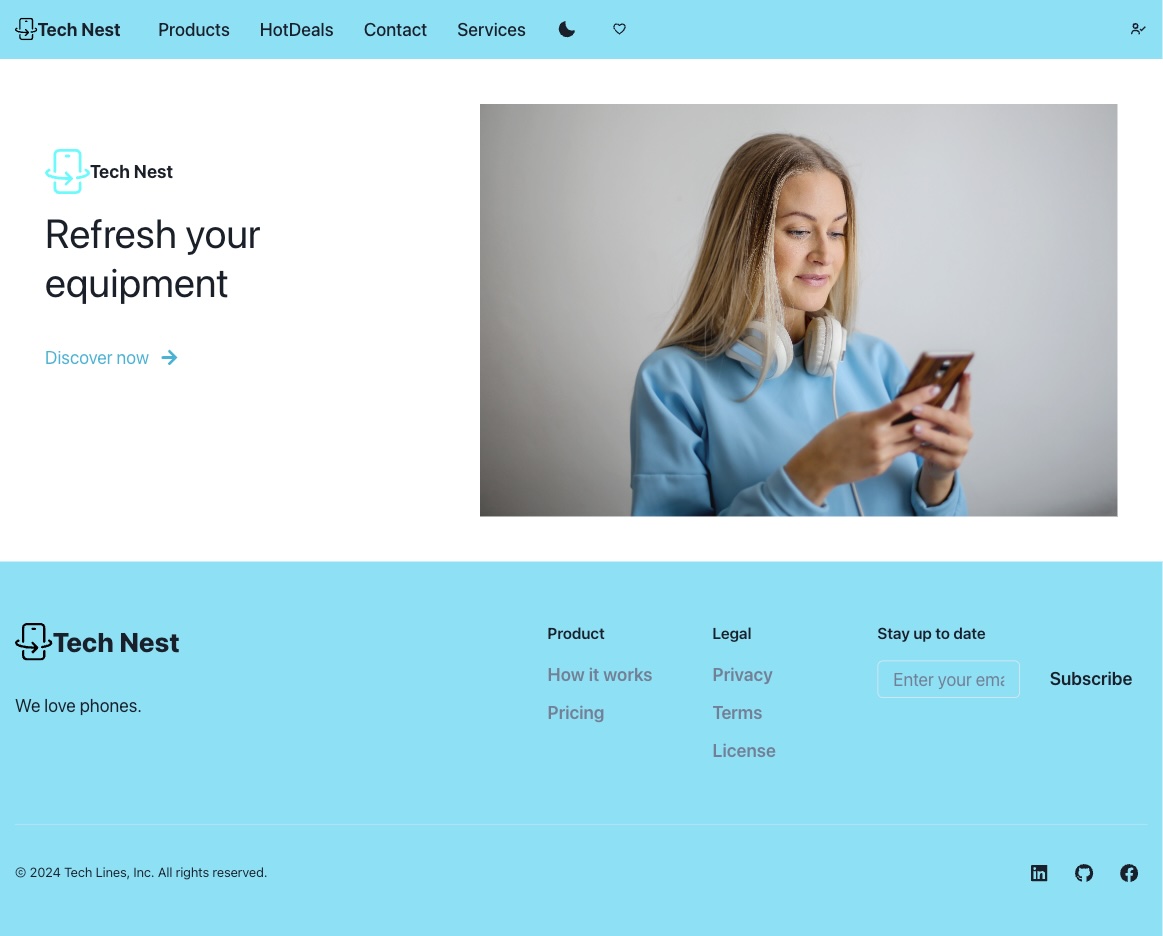 Tech Nest Products HotDeals Contact Services
Tech Nest
Refresh your
equipment
Discover now
Tech Nest
We love phones.
Product
How it works
Pricing
Legal
Privacy
Terms
License
Stay up to date
Enter your ema
Subscribe
© 2024 Tech Lines, Inc. All rights reserved.